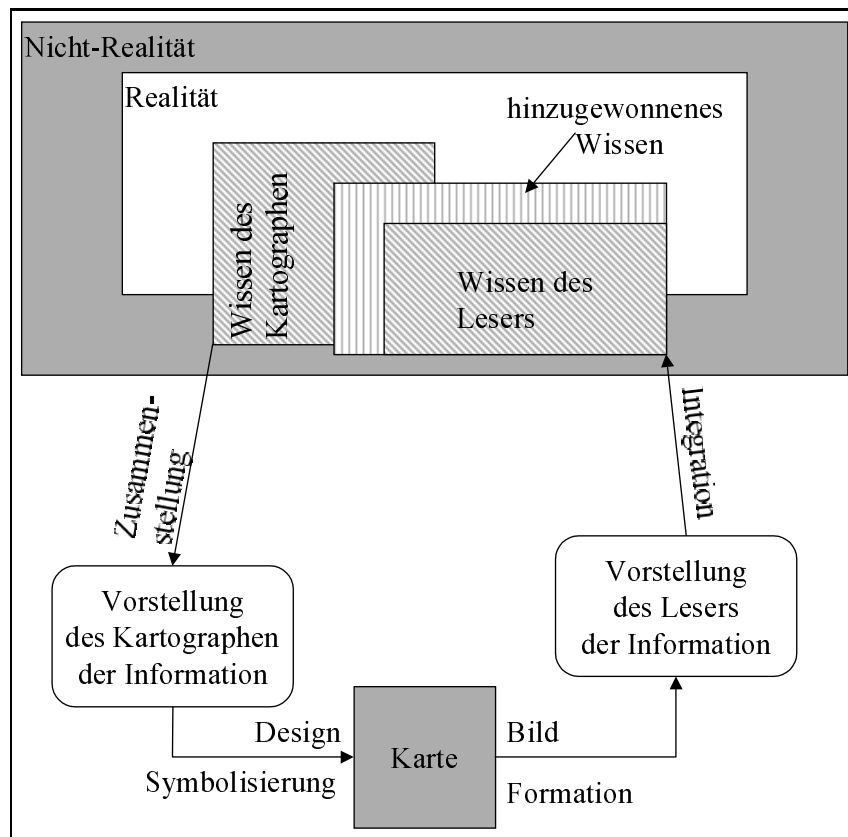 Nicht-Realität
Realität
hinzugewonnenes
Wissen
Wissen des
Kartographen
Wissen des
Lesers
Zusammen-
stellung
Integration
Vorstellung
des Kartographen
der Information
Vorstellung
des Lesers
der Information
Design
Symbolisierung
Karte
Bild
Formation